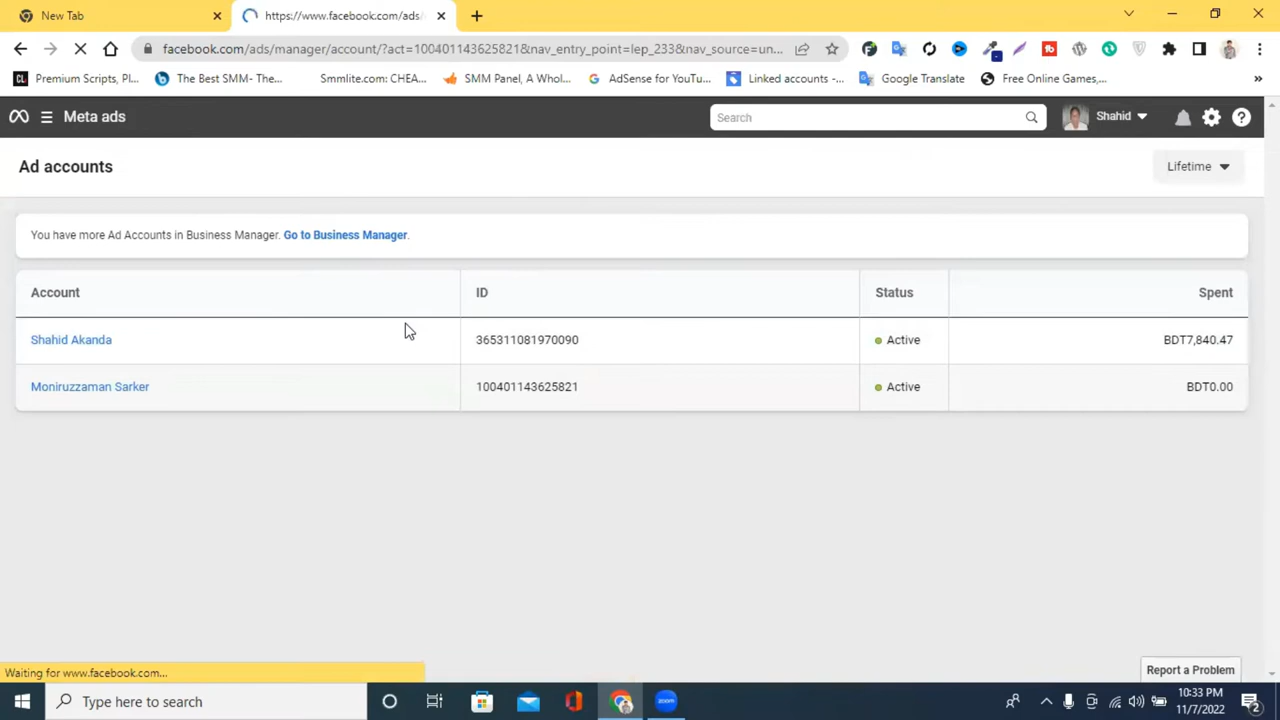 New Tab
https://www.facebook.com/ads/
facebook.com/ads/manager/account/?act=100401143625821&nav_entry_point=lep_233&nav_source=un...
CL Premium Scripts, Pl...
The Best SMM- The...
Smmlite.com: CHEA...
SMM Panel, A Whol...
AdSense for YouTu...
Linked accounts -...
Google Translate
Free Online Games,...
Meta ads
Search
Shahid
Ad accounts
Lifetime
You have more Ad Accounts in Business Manager. Go to Business Manager.
Account ID Status Spent
Shahid Akanda 365311081970090 Active BDT7,840.47
Moniruzzaman Sarker 100401143625821 Active BDT0.00
Waiting for www.facebook.com...
Report a Problem
Type here to search
zoom
10:33 PM
11/7/2022
2